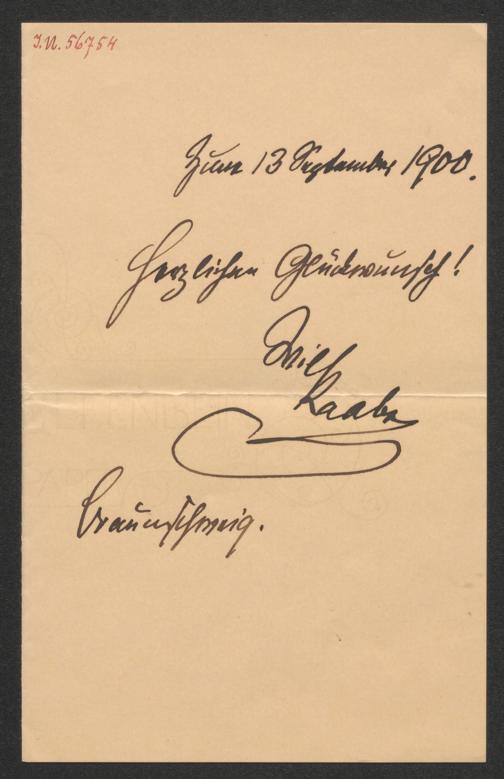 I.N. 56754
Zum 13 September 1900.
Herzlichen Glückwunsch!
Wilh
Raabe
Braunschweig.